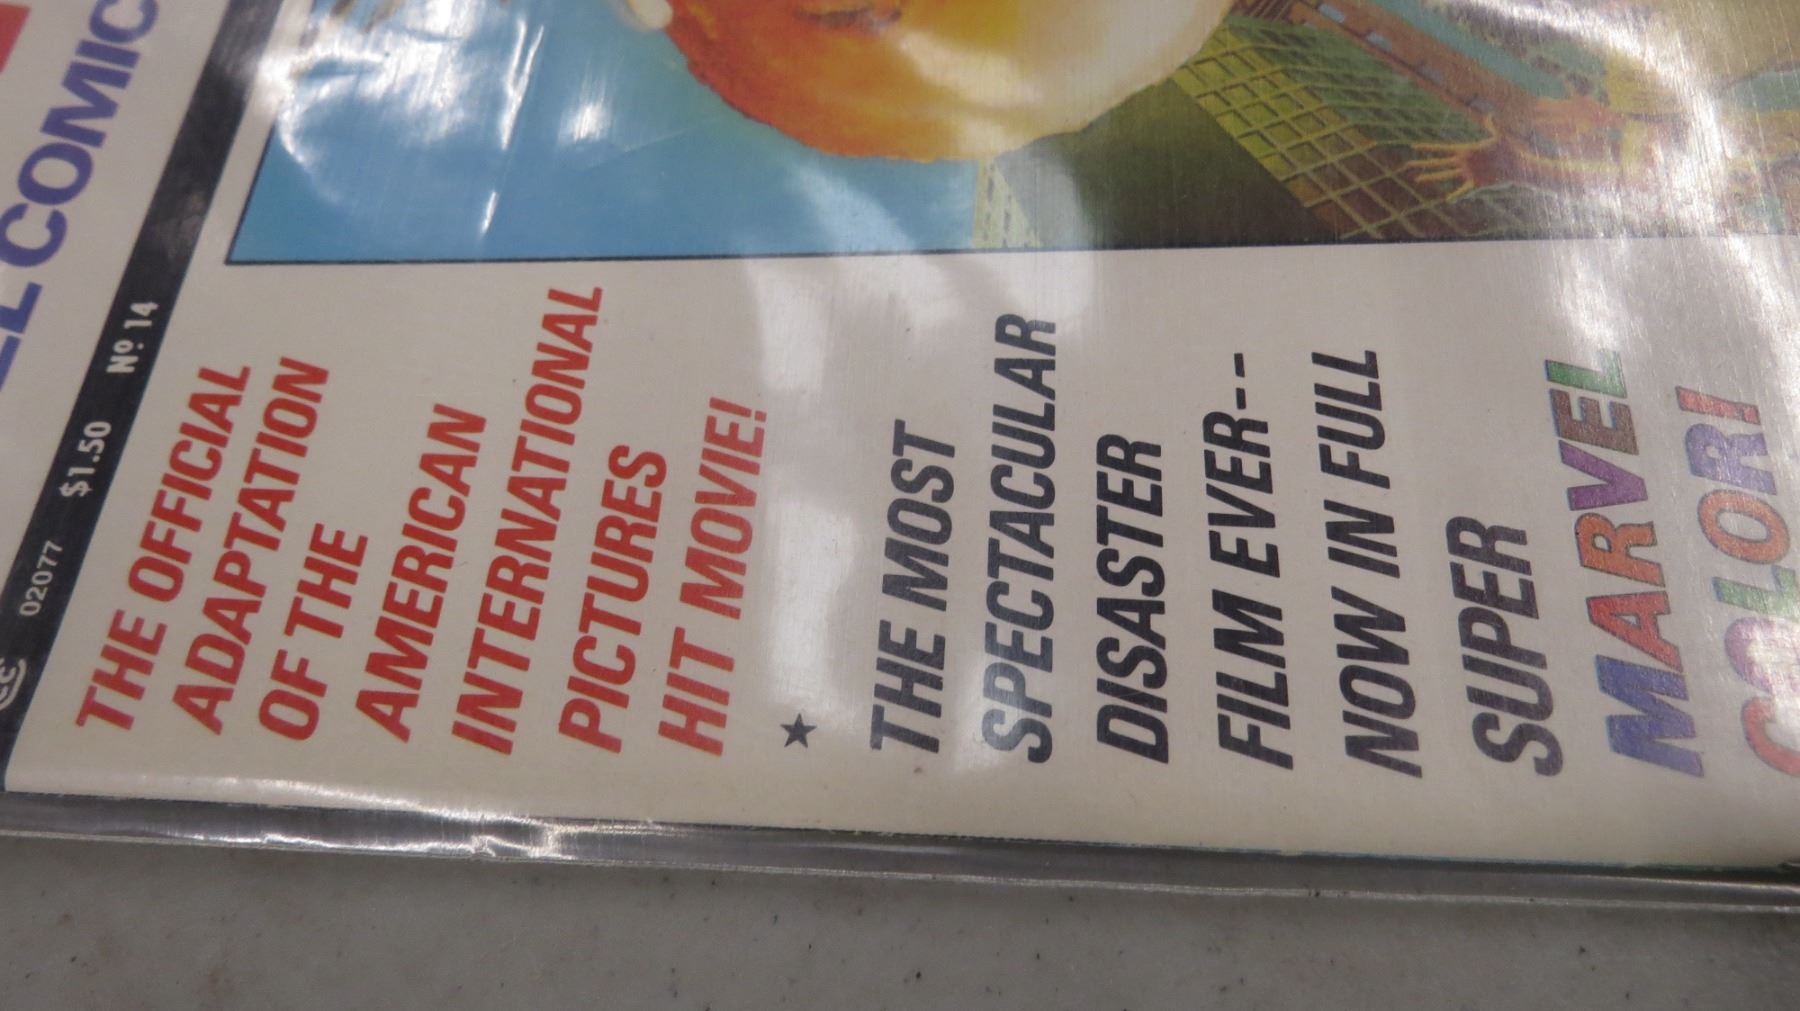 COMIC
02077 $1.50 Nº 14
THE OFFICIAL
ADAPTATION
OF THE
AMERICAN
INTERNATIONAL
PICTURES
HIT MOVIE!
★
THE MOST
SPECTACULAR
DISASTER
FILM EVER--
NOW IN FULL
SUPER
MARVEL
COLOR!